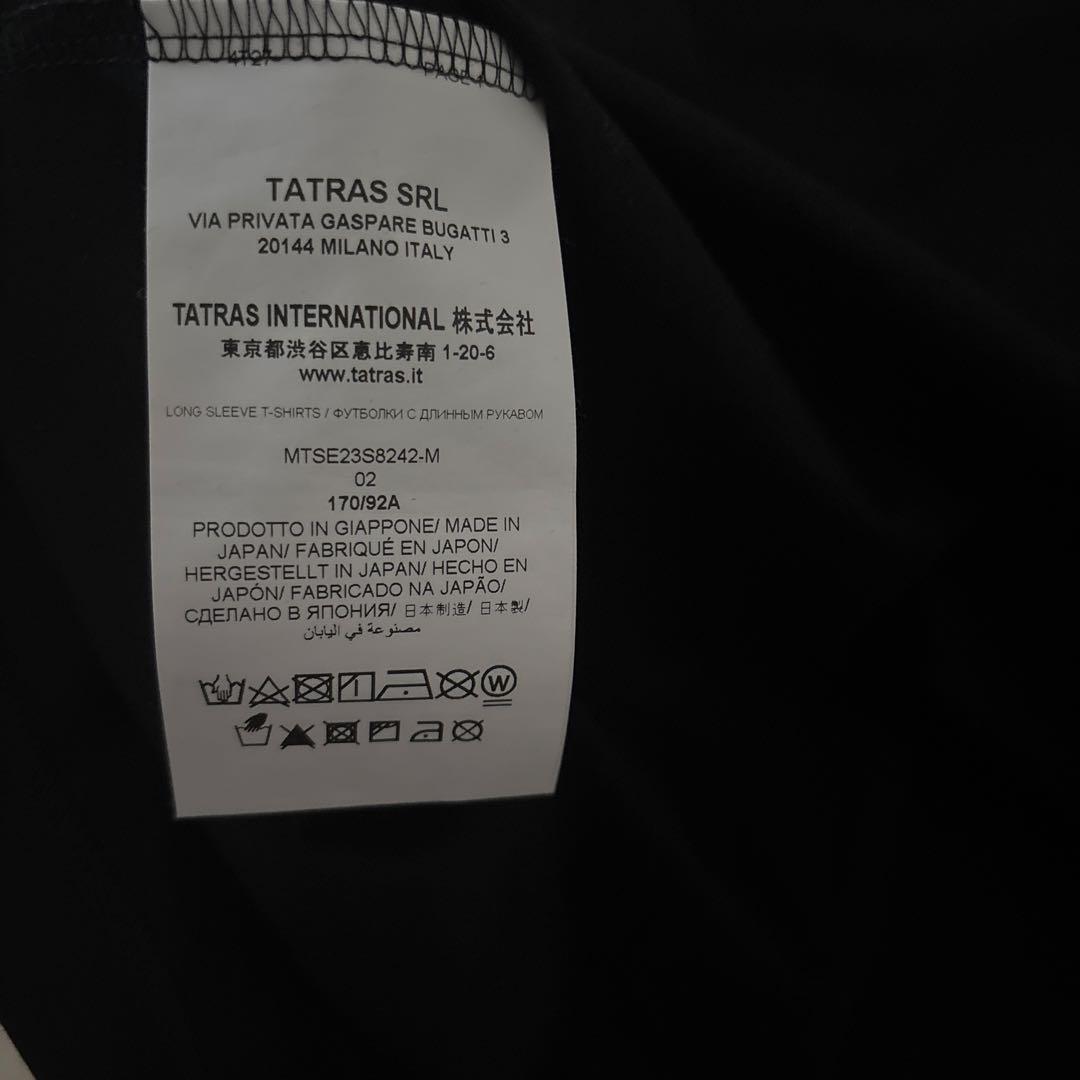 4T27
PAGE 1
TATRAS SRL
VIA PRIVATA GASPARE BUGATTI 3
20144 MILANO ITALY
TATRAS INTERNATIONAL 株式会社
東京都渋谷区恵比寿南 1-20-6
www.tatras.it
LONG SLEEVE T-SHIRTS / ФУТБОЛКИ С ДЛИННЫМ РУКАВОМ
MTSE23S8242-M
02
170/92A
PRODOTTO IN GIAPPONE/ MADE IN
JAPAN/ FABRIQUÉ EN JAPON/
HERGESTELLT IN JAPAN/ HECHO EN
JAPÓN/ FABRICADO NA JAPÃO/
СДЕЛАНО В ЯПОНИЯ/ 日本制造/ 日本製/
مصنوعة في اليابان
W